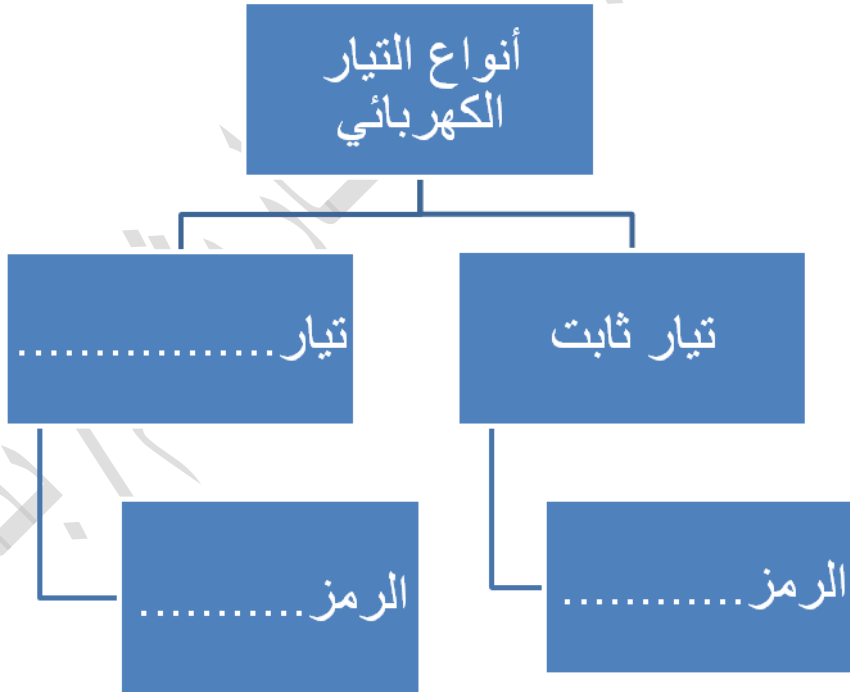 أنواع التيار
الكهربائي
تيار ثابت
تيار.................
الرمز............
الرمز...........